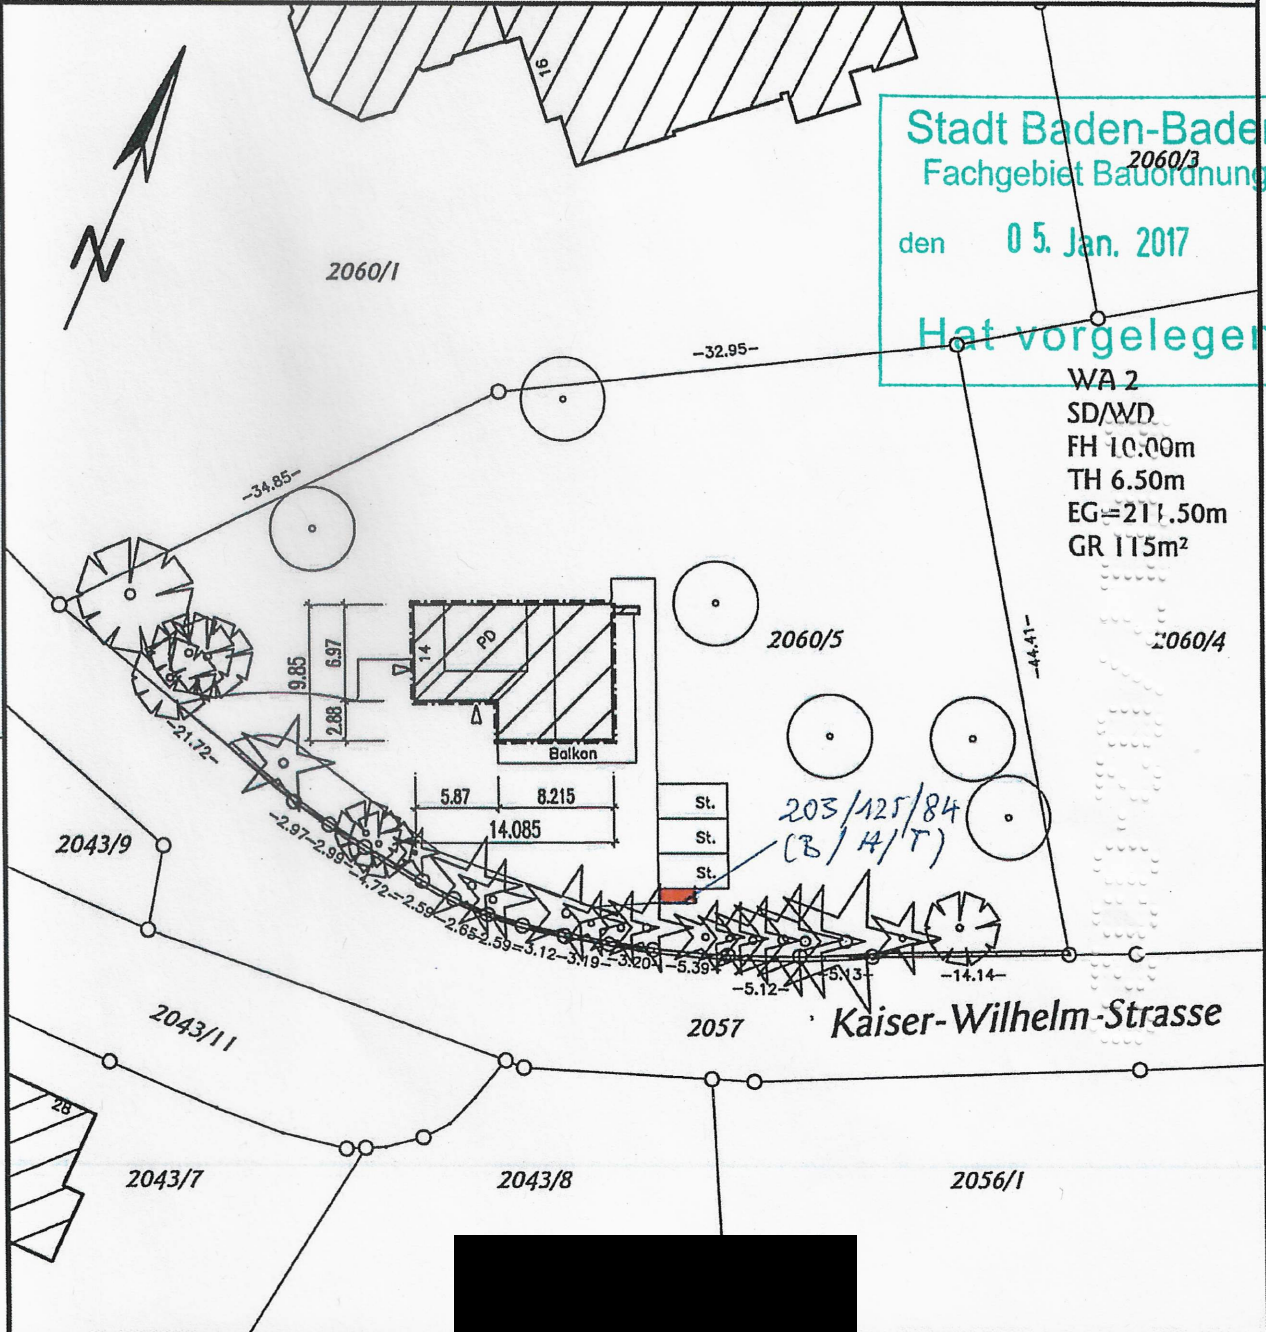 16
Stadt Baden-Baden
2060/3
Fachgebiet Bauordnung
den 05. Jan. 2017
N
2060/1
Hat vorgelegen
-32.95-
WA 2
SD/WD
FH 10.00m
TH 6.50m
EG=211.50m
GR 115m²
-34.85-
14
PD
2060/5
-44.41-
2060/4
9.85
6.97
2.88
-21.72-
Balkon
5.87
8.215
14.085
St.
St.
St.
203/125/84
(B/H/T)
2043/9
-2.97-
-2.99-
-4.72-
-2.59-
-2.65-
-2.59-
-3.12-
-3.19-
-3.20-
-5.39-
-5.12-
-5.13-
-14.14-
2043/11
2057
Kaiser-Wilhelm-Strasse
28
2043/7
2043/8
2056/1